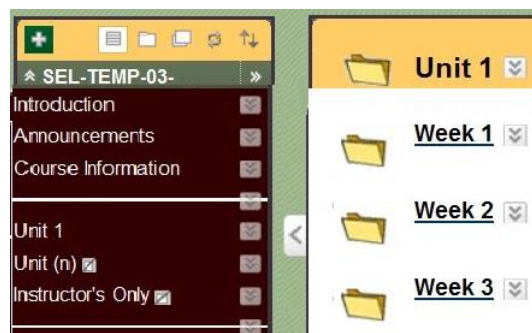 SEL-TEMP-03-
Introduction
Announcements
Course Information
Unit 1
Unit (n)
Instructor's Only
Unit 1
Week 1
Week 2
Week 3